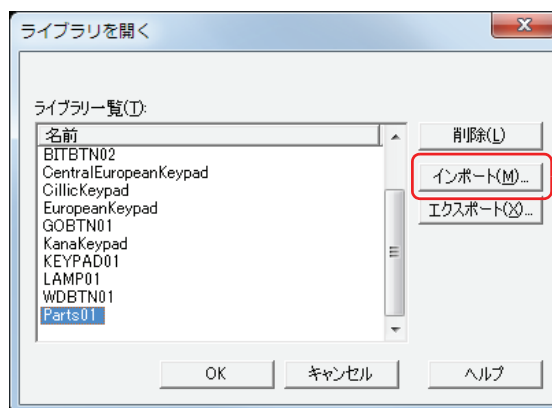 ライブラリを開く
ライブラリ一覧(T):
名前
BITBTN02
CentralEuropeanKeypad
CillicKeypad
EuropeanKeypad
GOBTN01
KanaKeypad
KEYPAD01
LAMP01
WDBTN01
Parts01
削除(L)
インポート(M)...
エクスポート(X)...
OK
キャンセル
ヘルプ